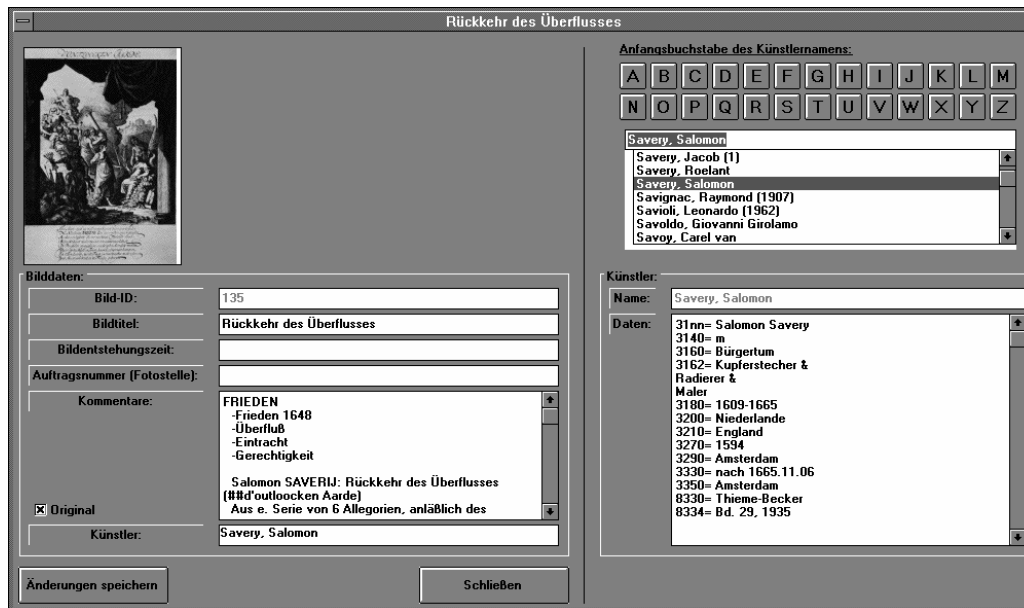 Rückkehr des Überflusses
Bilddaten:
Bild-ID: 135
Bildtitel: Rückkehr des Überflusses
Bildentstehungszeit:
Auftragsnummer (Fotostelle):
Kommentare:
FRIEDEN
-Frieden 1648
-Überfluß
-Eintracht
-Gerechtigkeit
Salomon SAVERIJ: Rückkehr des Überflusses
(##d'outloocken Aarde)
Aus e. Serie von 6 Allegorien, anläßlich des
Original
Künstler: Savery, Salomon
Änderungen speichern
Schließen
Anfangsbuchstabe des Künstlernamens:
A B C D E F G H I J K L M
N O P Q R S T U V W X Y Z
Savery, Salomon
Savery, Jacob (1)
Savery, Roelant
Savery, Salomon
Savignac, Raymond (1907)
Savioli, Leonardo (1962)
Savoldo, Giovanni Girolamo
Savoy, Carel van
Künstler:
Name: Savery, Salomon
Daten:
31nn= Salomon Savery
3140= m
3160= Bürgertum
3162= Kupferstecher &
Radierer &
Maler
3180= 1609-1665
3200= Niederlande
3210= England
3270= 1594
3290= Amsterdam
3330= nach 1665.11.06
3350= Amsterdam
8330= Thieme-Becker
8334= Bd. 29, 1935